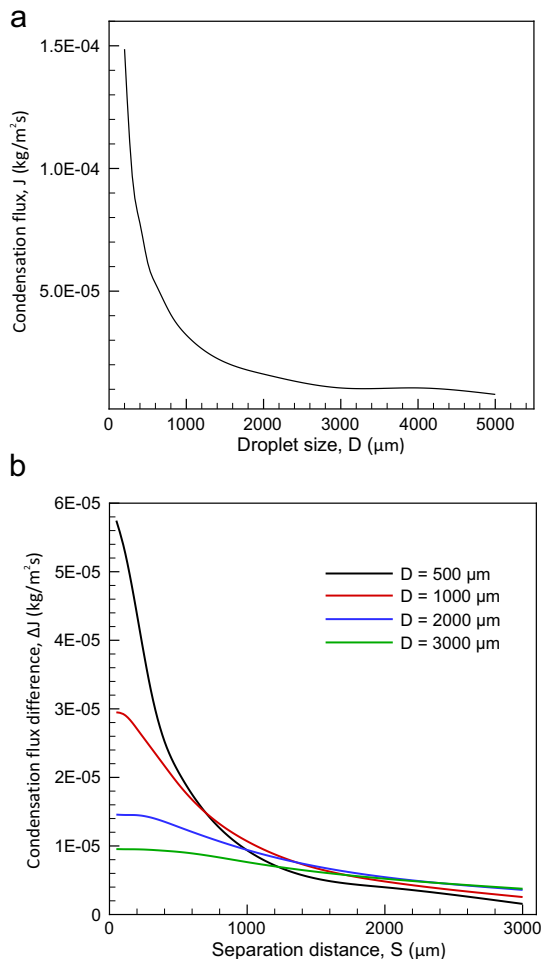 a
1.5E-04
1.0E-04
5.0E-05
Condensation flux, J (kg/m²s)
1000 2000 3000 4000 5000
Droplet size, D (μm)
b
6E-05
5E-05
4E-05
3E-05
2E-05
1E-05
0
Condensation flux difference, ΔJ (kg/m²s)
D = 500 μm
D = 1000 μm
D = 2000 μm
D = 3000 μm
0 1000 2000 3000
Separation distance, S (μm)